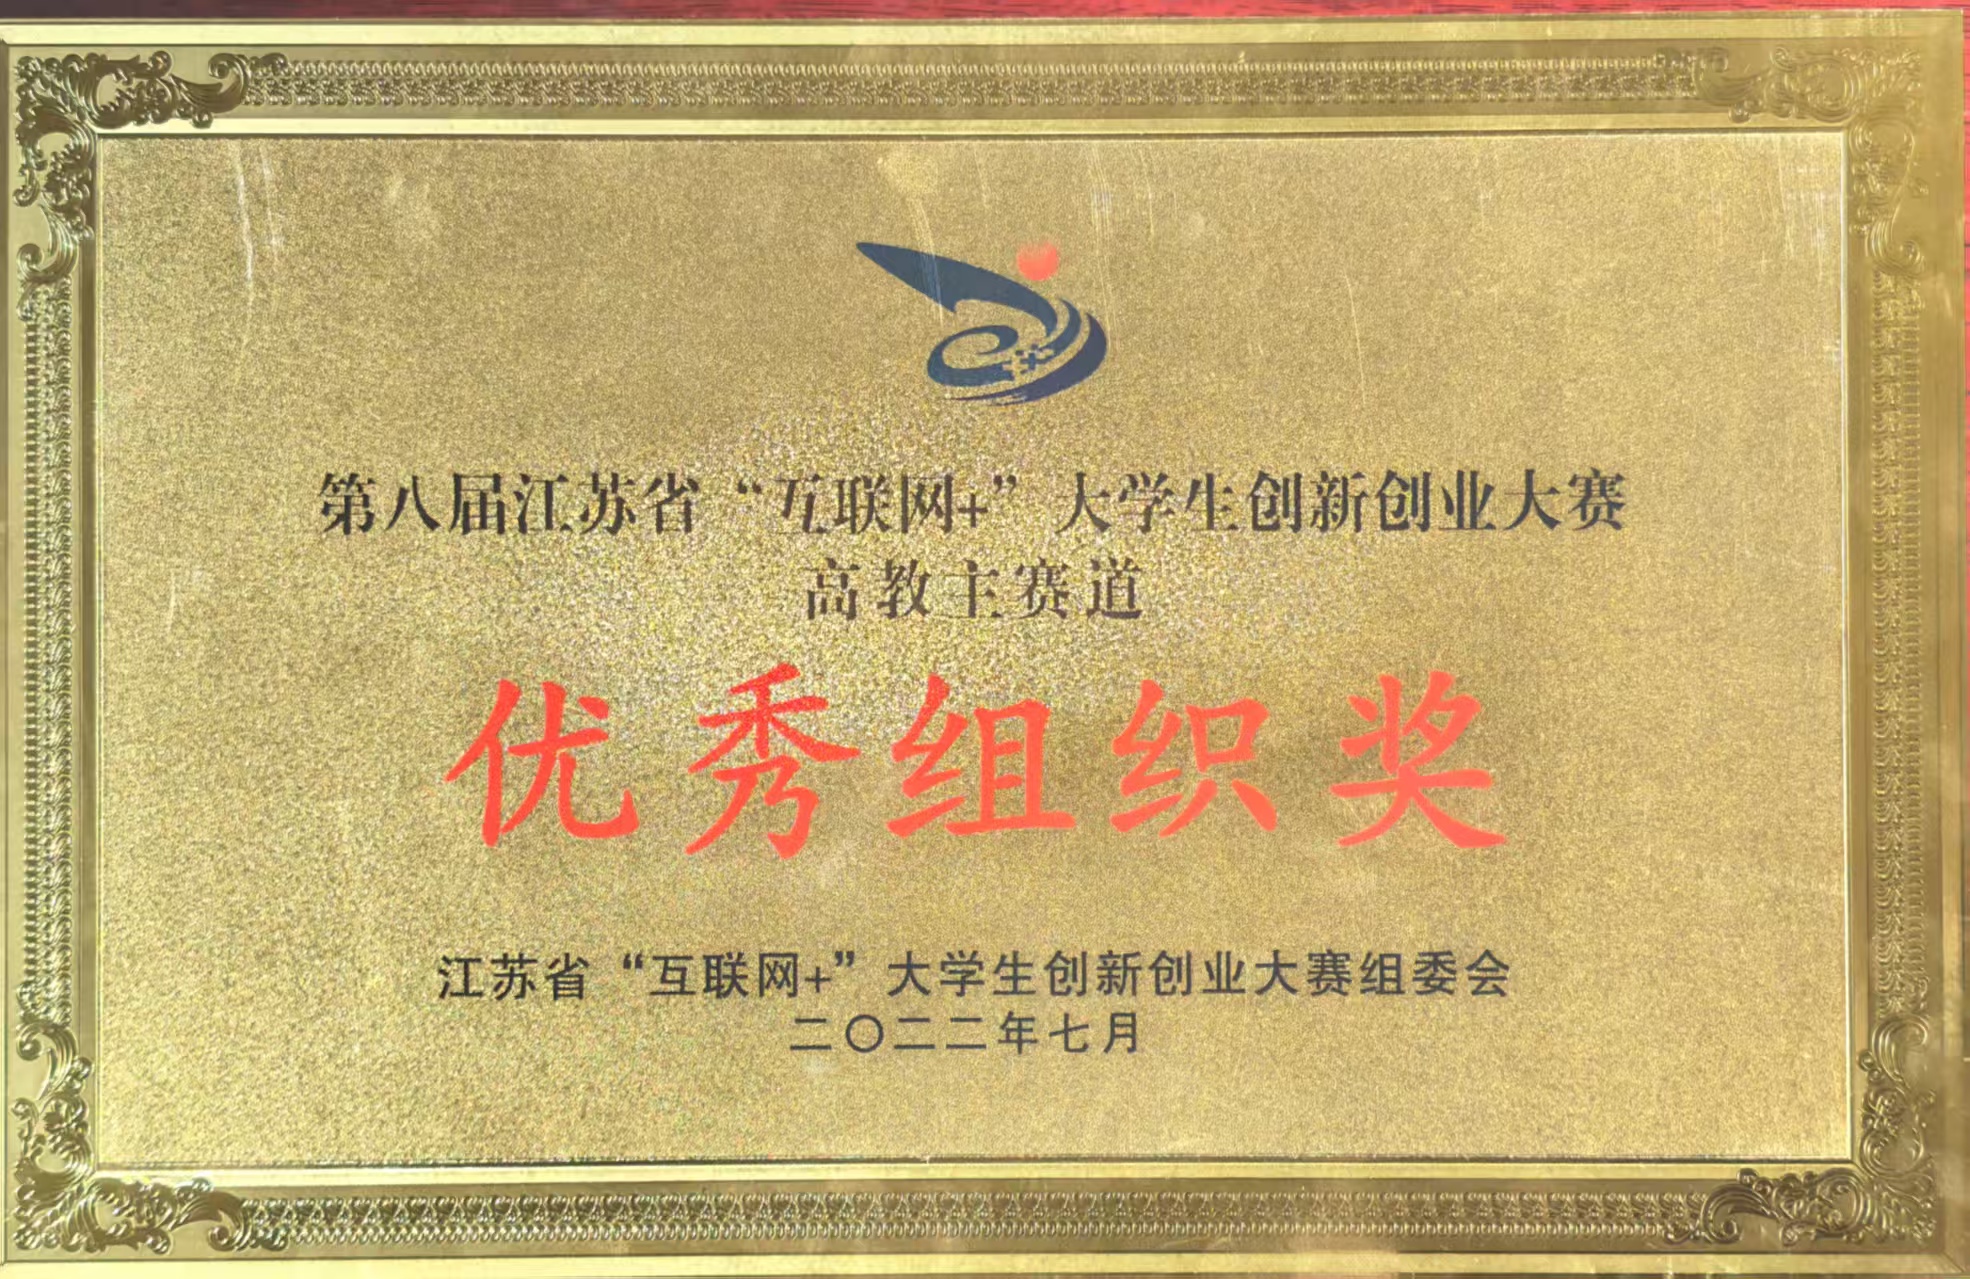 第八届江苏省“互联网+”大学生创新创业大赛
高教主赛道
优秀组织奖
江苏省“互联网+”大学生创新创业大赛组委会
二〇二二年七月